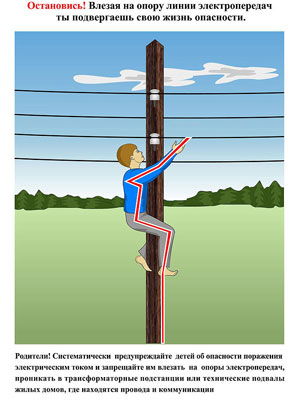 Остановись! Влезая на опору линии электропередач
ты подвергаешь свою жизнь опасности.
Родители! Систематически предупреждайте детей об опасности поражения
электрическим током и запрещайте им влезать на опоры электропередач,
проникать в трансформаторные подстанции или технические подвалы
жилых домов, где находятся провода и коммуникации